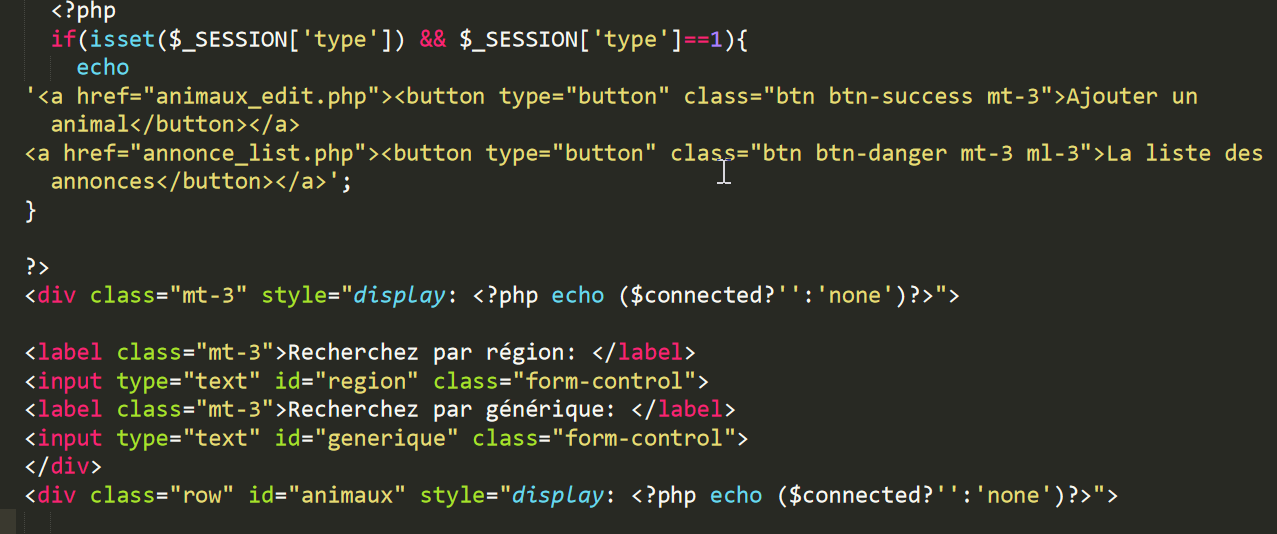 <?php
if(isset($_SESSION['type']) && $_SESSION['type']==1){
echo
'<a href="animaux_edit.php"><button type="button" class="btn btn-success mt-3">Ajouter un
animal</button></a>
<a href="annonce_list.php"><button type="button" class="btn btn-danger mt-3 ml-3">La liste des
annonces</button></a>';
}
?>
<div class="mt-3" style="display: <?php echo ($connected?'':'none')?>">
<label class="mt-3">Recherchez par région: </label>
<input type="text" id="region" class="form-control">
<label class="mt-3">Recherchez par générique: </label>
<input type="text" id="generique" class="form-control">
</div>
<div class="row" id="animaux" style="display: <?php echo ($connected?'':'none')?>">